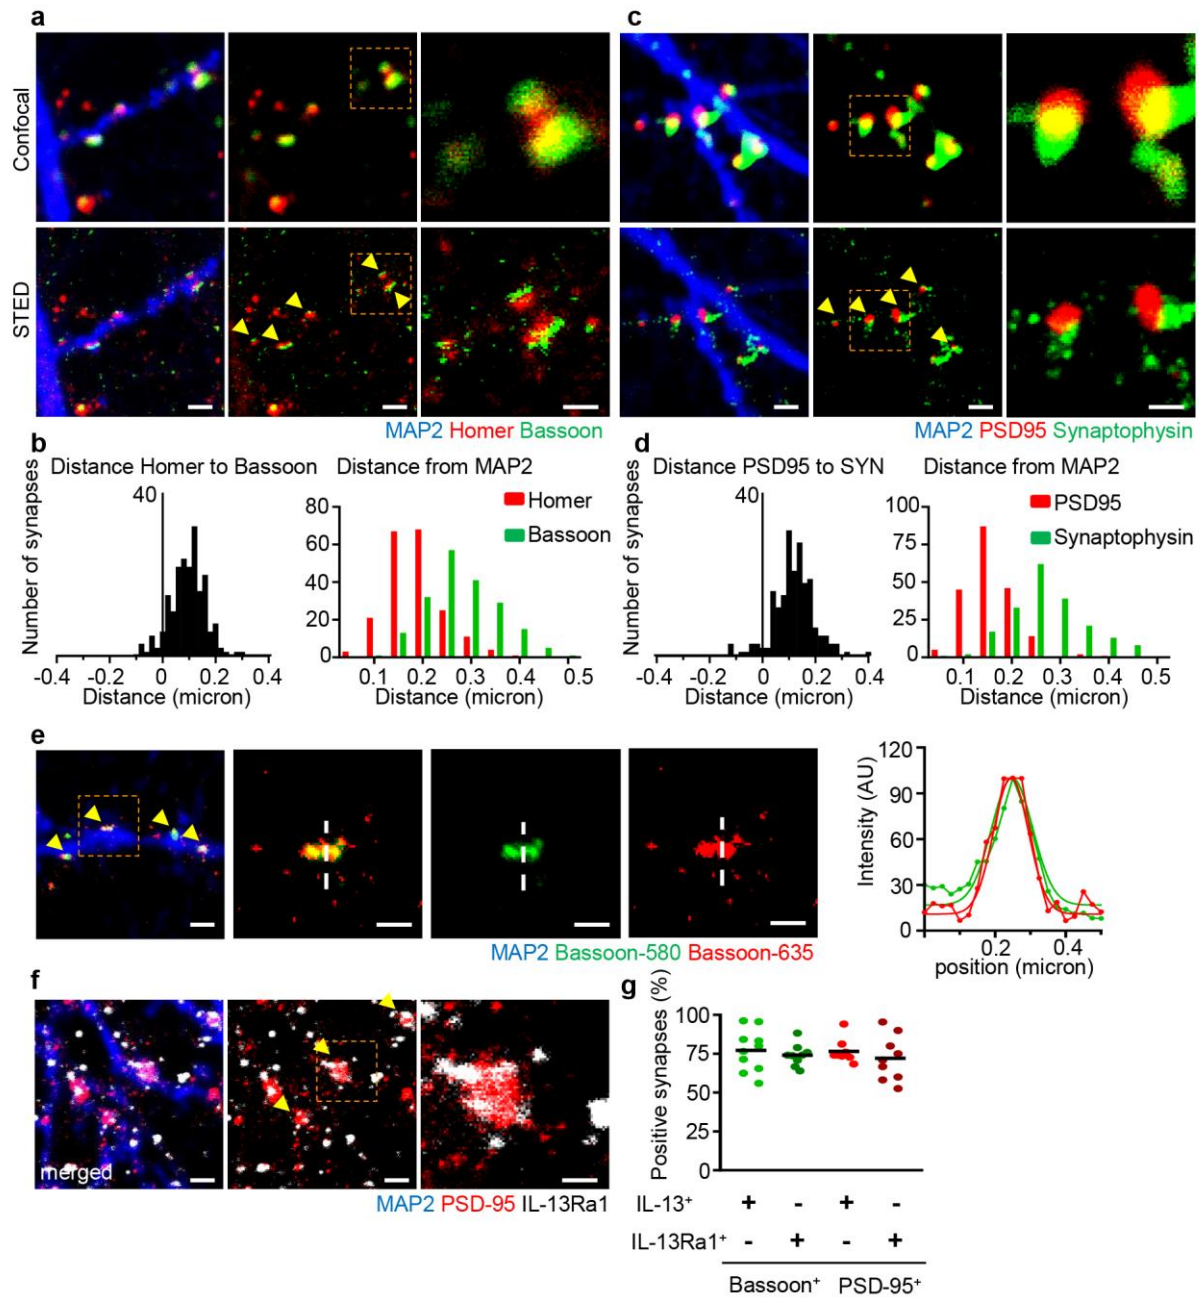 a
c
Confocal
STED
MAP2 Homer Bassoon
MAP2 PSD95 Synaptophysin
b
Distance Homer to Bassoon
Distance from MAP2
d
Distance PSD95 to SYN
Distance from MAP2
Number of synapses
40
-0.4 -0.2 0 0.2 0.4
Distance (micron)
80
60
40
20
0
Homer
Bassoon
0.1 0.2 0.3 0.4 0.5
Distance (micron)
Number of synapses
40
-0.4 -0.2 0 0.2 0.4
Distance (micron)
100
75
50
25
0
PSD95
Synaptophysin
0.1 0.2 0.3 0.4 0.5
Distance (micron)
e
MAP2 Bassoon-580 Bassoon-635
Intensity (AU)
120
90
60
30
0
0.2 0.4
position (micron)
f
merged
MAP2 PSD-95 IL-13Ra1
g
Positive synapses (%)
100
75
50
25
0
IL-13⁺ + - + -
IL-13Ra1⁺ - + - +
Bassoon⁺ PSD-95⁺